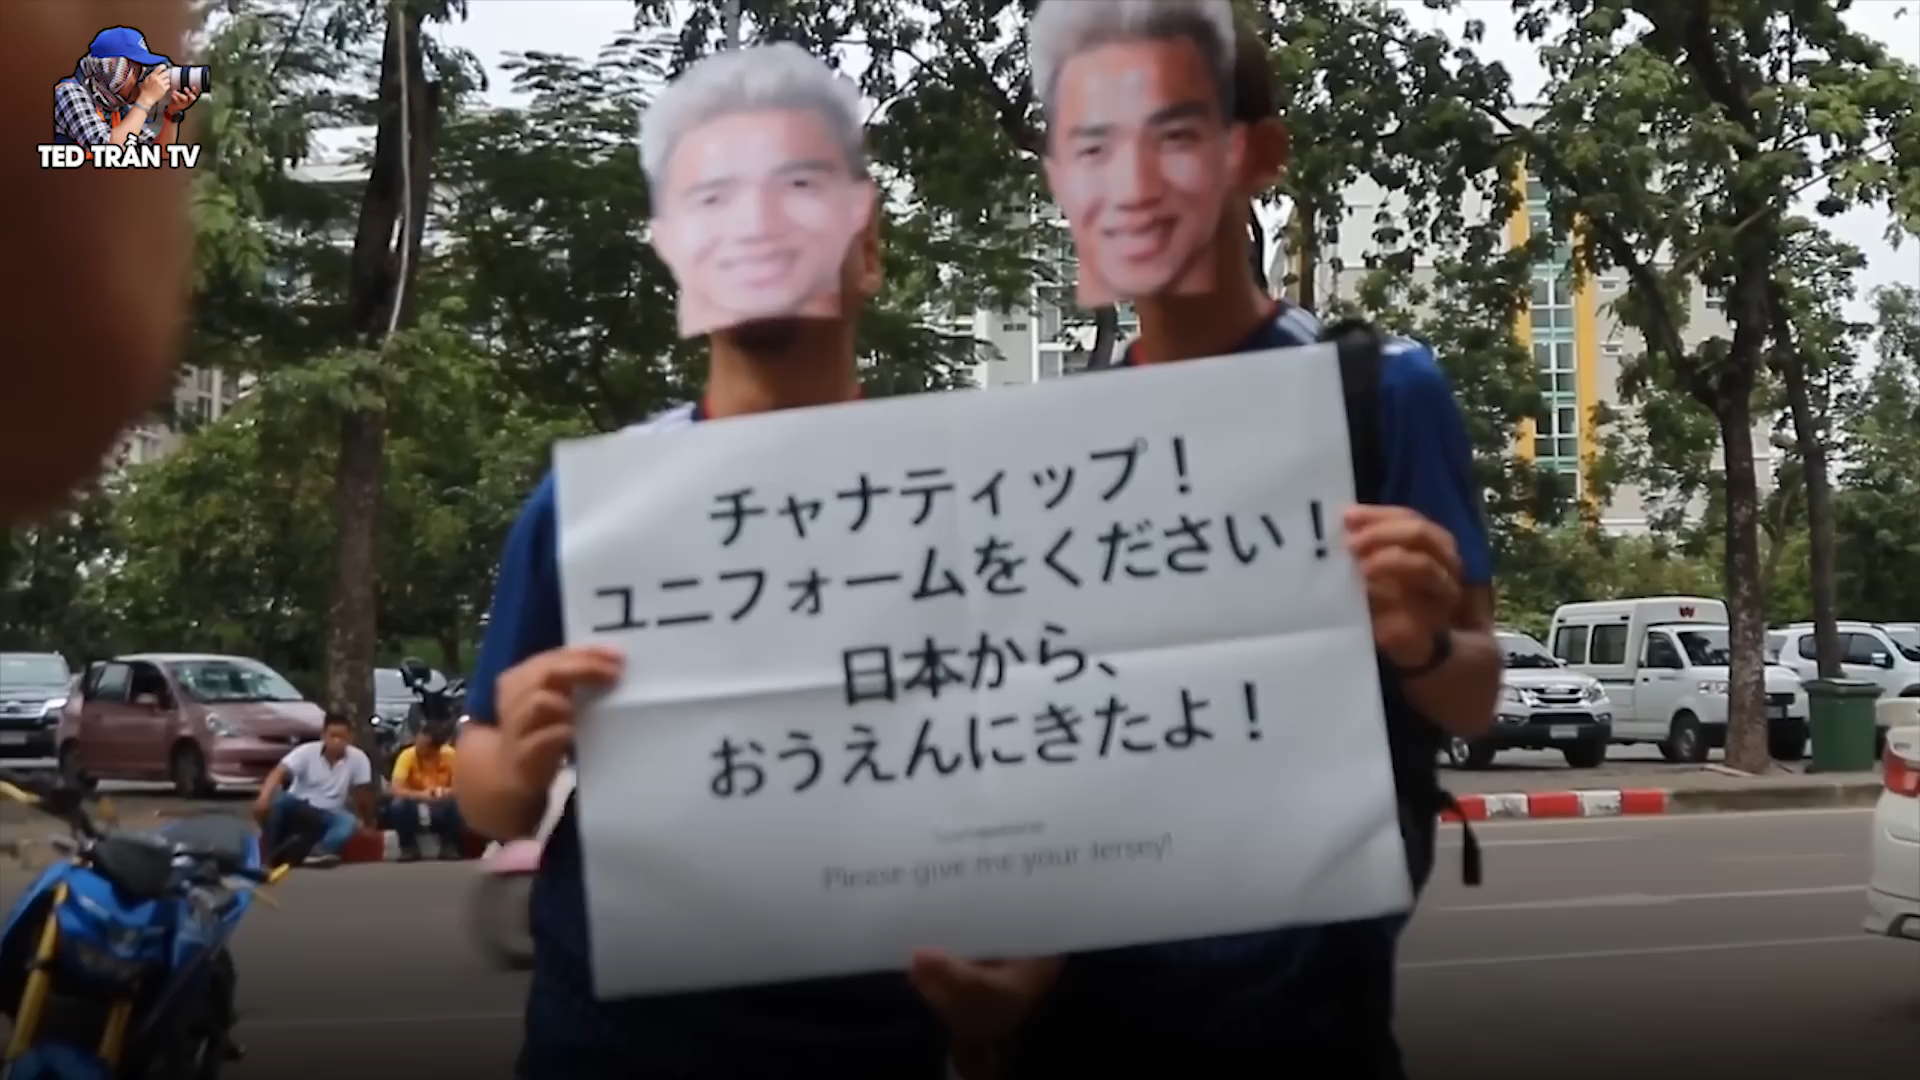 TED TRẦN TV
チャナティップ！
ユニフォームをください！
日本から、
おうえんにきたよ！
Please give me your Jersey!